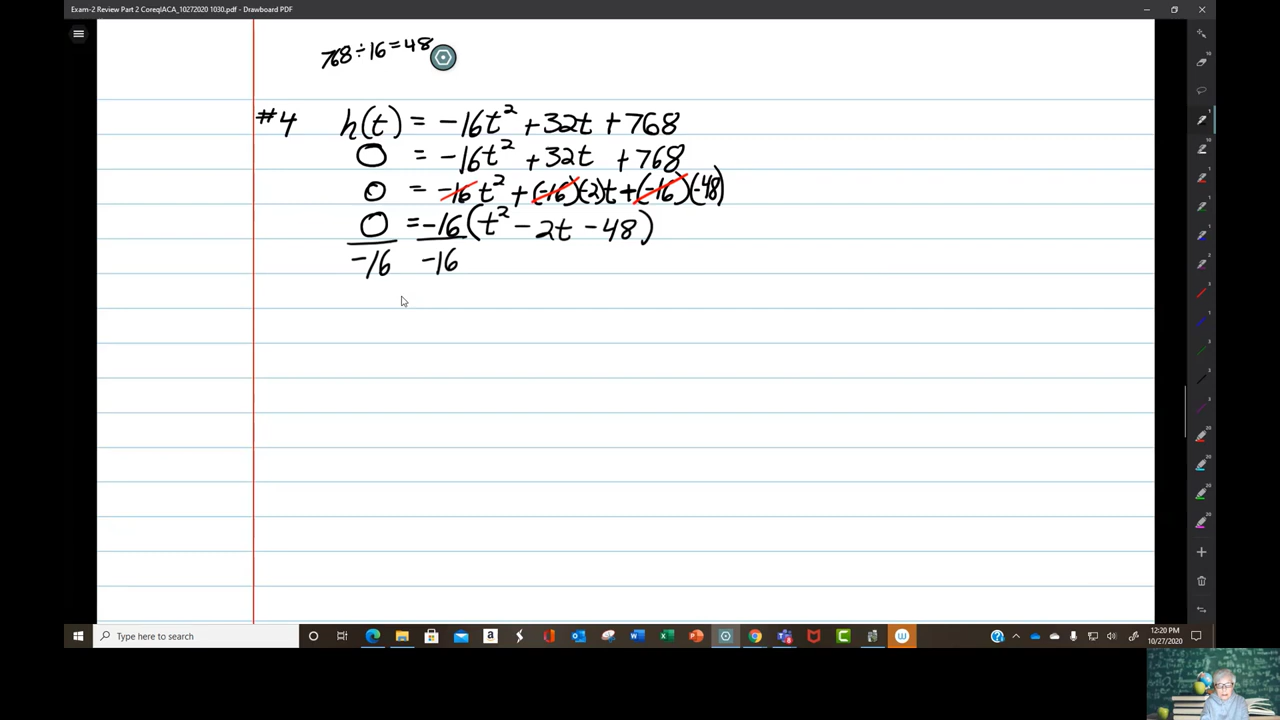 Exam-2 Review Part 2 CoreqIACA_10272020 1030.pdf - Drawboard PDF
768÷16=48
#4 h(t) = -16t² +32t +768
0 = -16t² +32t +768
0 = -16t² +(-16)(-2)t+(-16)(-48)
0 = -16(t² - 2t - 48)
-16 -16
Type here to search
12:20 PM
10/27/2020